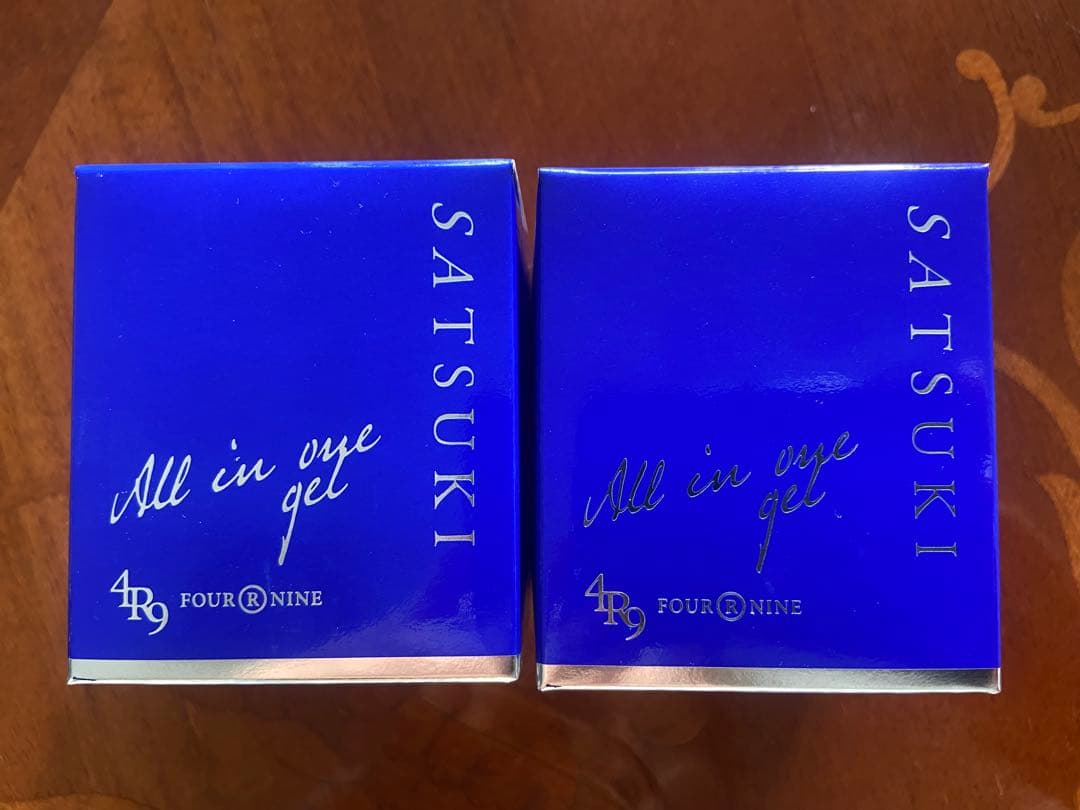 SATSUKI
All in one
gel
4R9 FOUR®NINE
SATSUKI
All in one
gel
4R9 FOUR®NINE